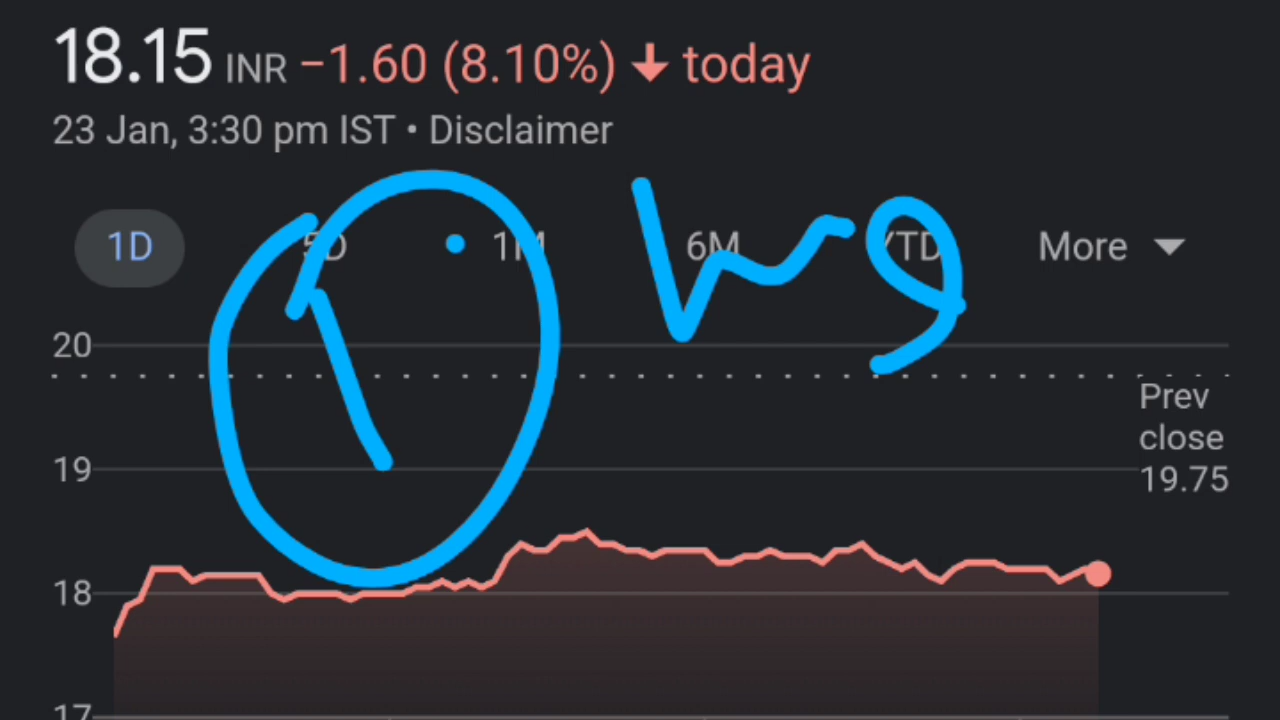 18.15 INR −1.60 (8.10%) ↓ today
23 Jan, 3:30 pm IST • Disclaimer
1D 5D 1M 6M YTD More
20
Prev
close
19.75
19
18
17